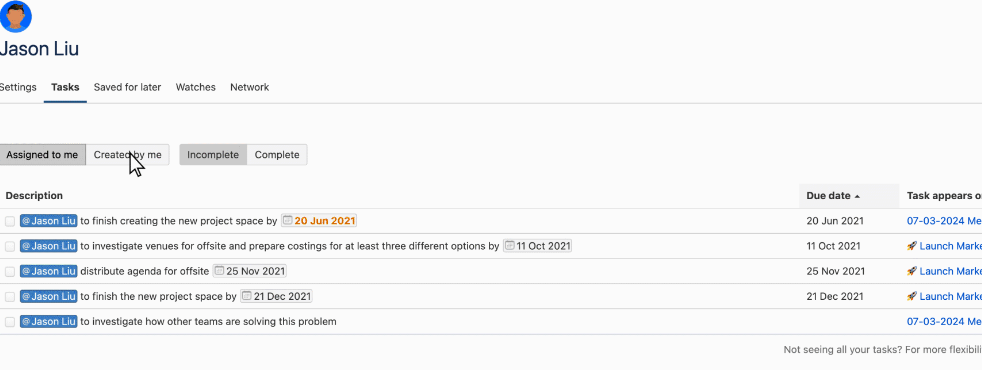 Jason Liu
Settings Tasks Saved for later Watches Network
Assigned to me Created by me Incomplete Complete
Description Due date Task appears o
@Jason Liu to finish creating the new project space by 20 Jun 2021 20 Jun 2021 07-03-2024 Me
@Jason Liu to investigate venues for offsite and prepare costings for at least three different options by 11 Oct 2021 11 Oct 2021 🚀 Launch Marke
@Jason Liu distribute agenda for offsite 25 Nov 2021 25 Nov 2021 🚀 Launch Marke
@Jason Liu to finish the new project space by 21 Dec 2021 21 Dec 2021 🚀 Launch Marke
@Jason Liu to investigate how other teams are solving this problem 07-03-2024 Me
Not seeing all your tasks? For more flexibili